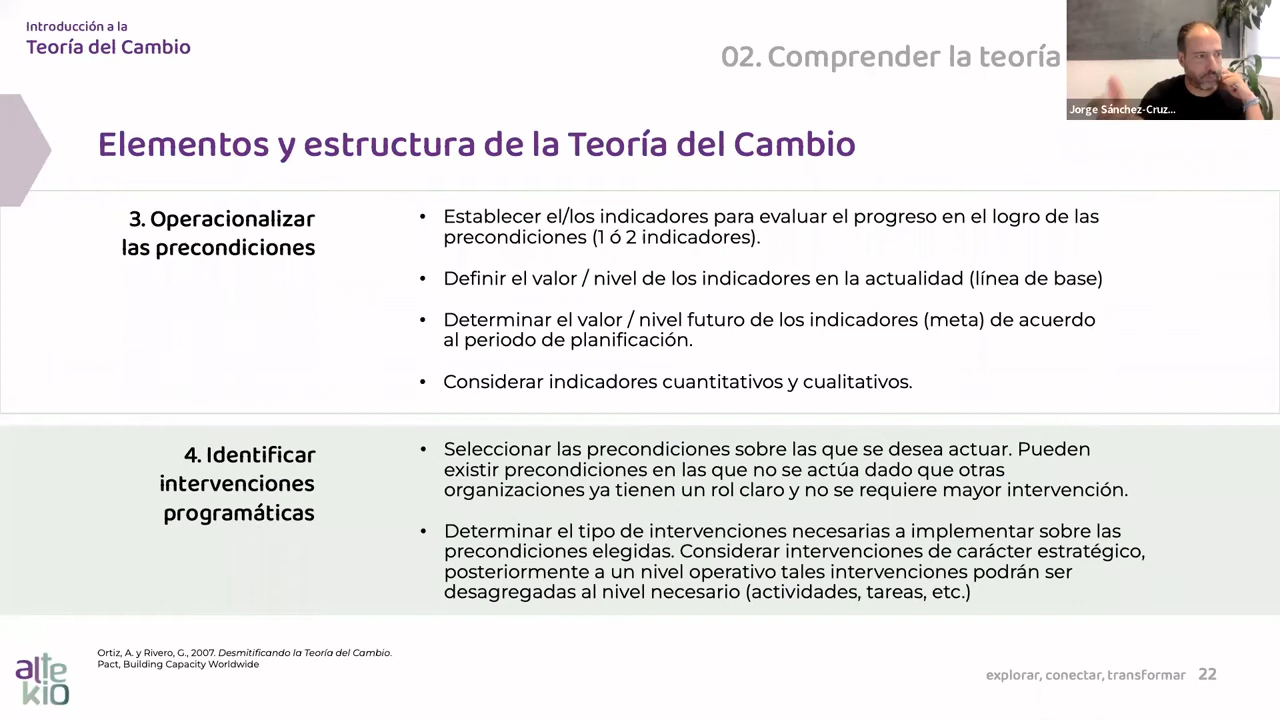 Introducción a la
Teoría del Cambio
02. Comprender la teoría
Jorge Sánchez-Cruz...
Elementos y estructura de la Teoría del Cambio
3. Operacionalizar
las precondiciones
• Establecer el/los indicadores para evaluar el progreso en el logro de las
precondiciones (1 ó 2 indicadores).
• Definir el valor / nivel de los indicadores en la actualidad (línea de base)
• Determinar el valor / nivel futuro de los indicadores (meta) de acuerdo
al periodo de planificación.
• Considerar indicadores cuantitativos y cualitativos.
4. Identificar
intervenciones
programáticas
• Seleccionar las precondiciones sobre las que se desea actuar. Pueden
existir precondiciones en las que no se actúa dado que otras
organizaciones ya tienen un rol claro y no se requiere mayor intervención.
• Determinar el tipo de intervenciones necesarias a implementar sobre las
precondiciones elegidas. Considerar intervenciones de carácter estratégico,
posteriormente a un nivel operativo tales intervenciones podrán ser
desagregadas al nivel necesario (actividades, tareas, etc.)
Ortiz, A. y Rivero, G., 2007. Desmitificando la Teoría del Cambio.
Pact, Building Capacity Worldwide
alte
kio
explorar, conectar, transformar 22